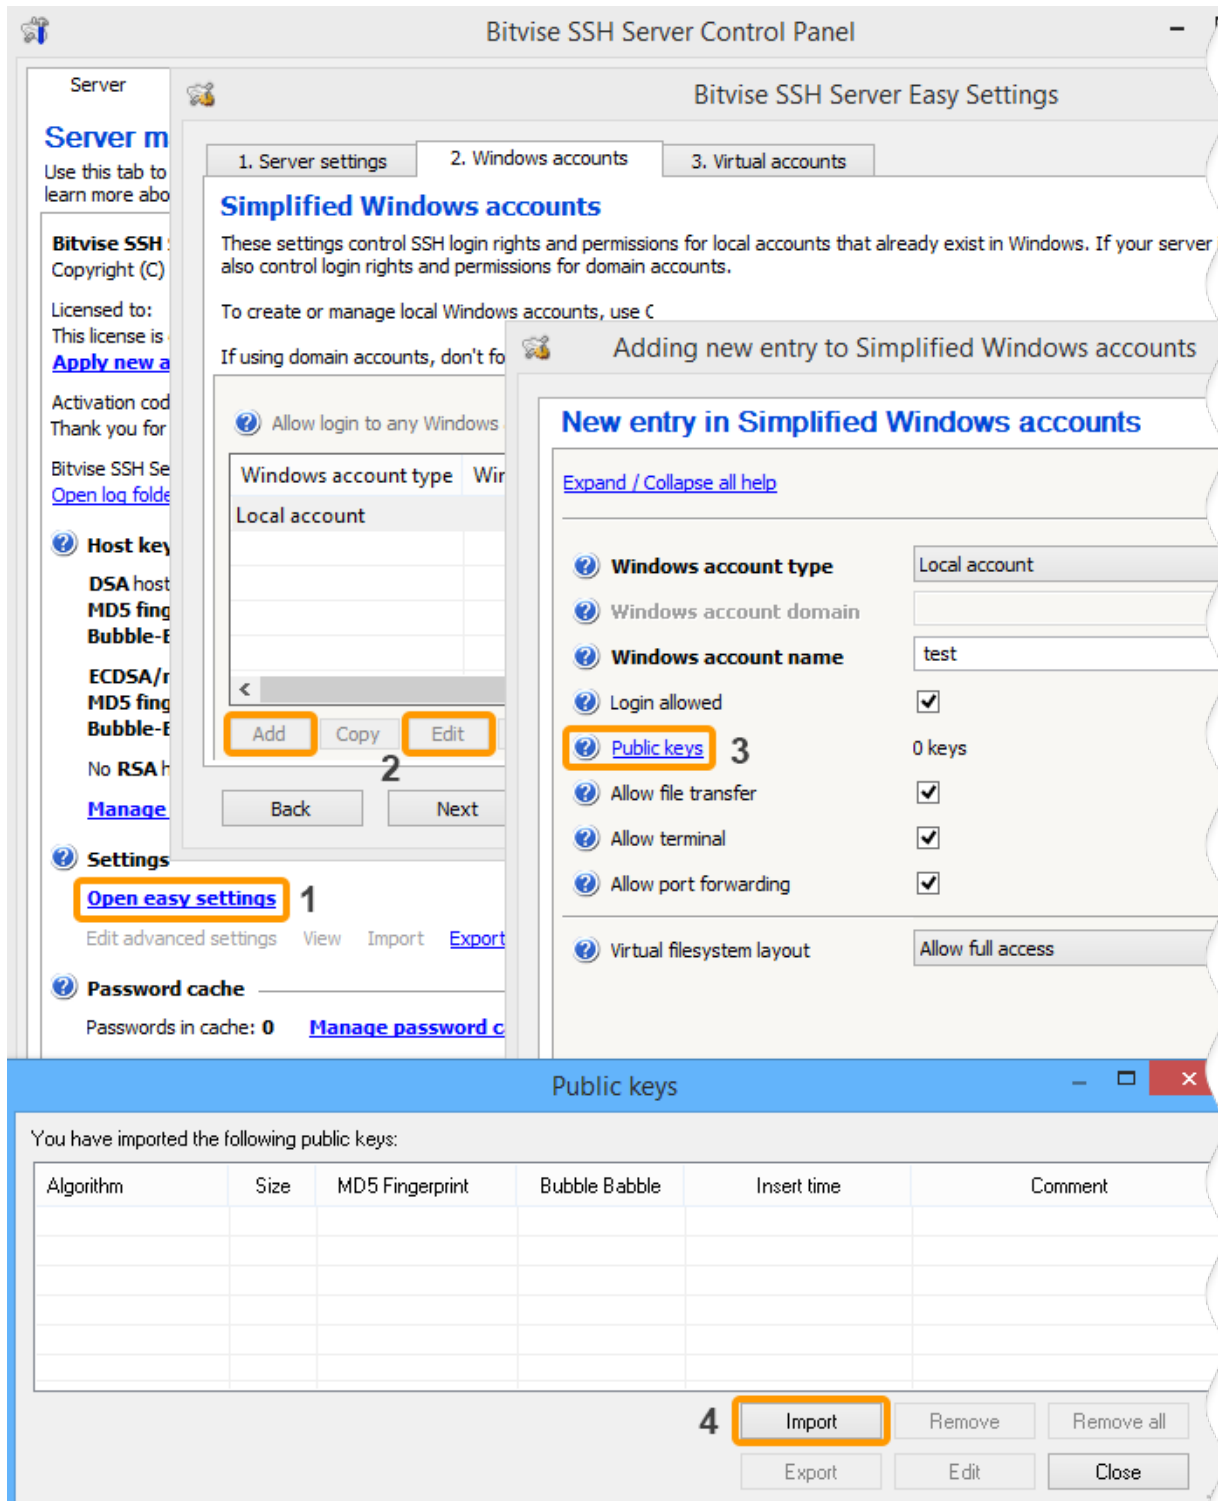 Bitvise SSH Server Control Panel
Server
Server m
Use this tab to
learn more abo
Bitvise SSH
Copyright (C)
Licensed to:
This license is
Apply new a
Activation cod
Thank you for
Bitvise SSH Se
Open log folde
Host key
DSA host
MD5 fing
Bubble-B
ECDSA/n
MD5 fing
Bubble-B
No RSA h
Manage
Settings
Open easy settings
1
Edit advanced settings View Import Export
Password cache
Passwords in cache: 0 Manage password c
Bitvise SSH Server Easy Settings
1. Server settings
2. Windows accounts
3. Virtual accounts
Simplified Windows accounts
These settings control SSH login rights and permissions for local accounts that already exist in Windows. If your server
also control login rights and permissions for domain accounts.
To create or manage local Windows accounts, use C
If using domain accounts, don't fo
Allow login to any Windows
Windows account type Win
Local account
Add Copy Edit
2
Back Next
Adding new entry to Simplified Windows accounts
New entry in Simplified Windows accounts
Expand / Collapse all help
Windows account type Local account
Windows account domain
Windows account name test
Login allowed
Public keys 3 0 keys
Allow file transfer
Allow terminal
Allow port forwarding
Virtual filesystem layout Allow full access
Public keys
You have imported the following public keys:
Algorithm Size MD5 Fingerprint Bubble Babble Insert time Comment
4 Import Remove Remove all
Export Edit Close